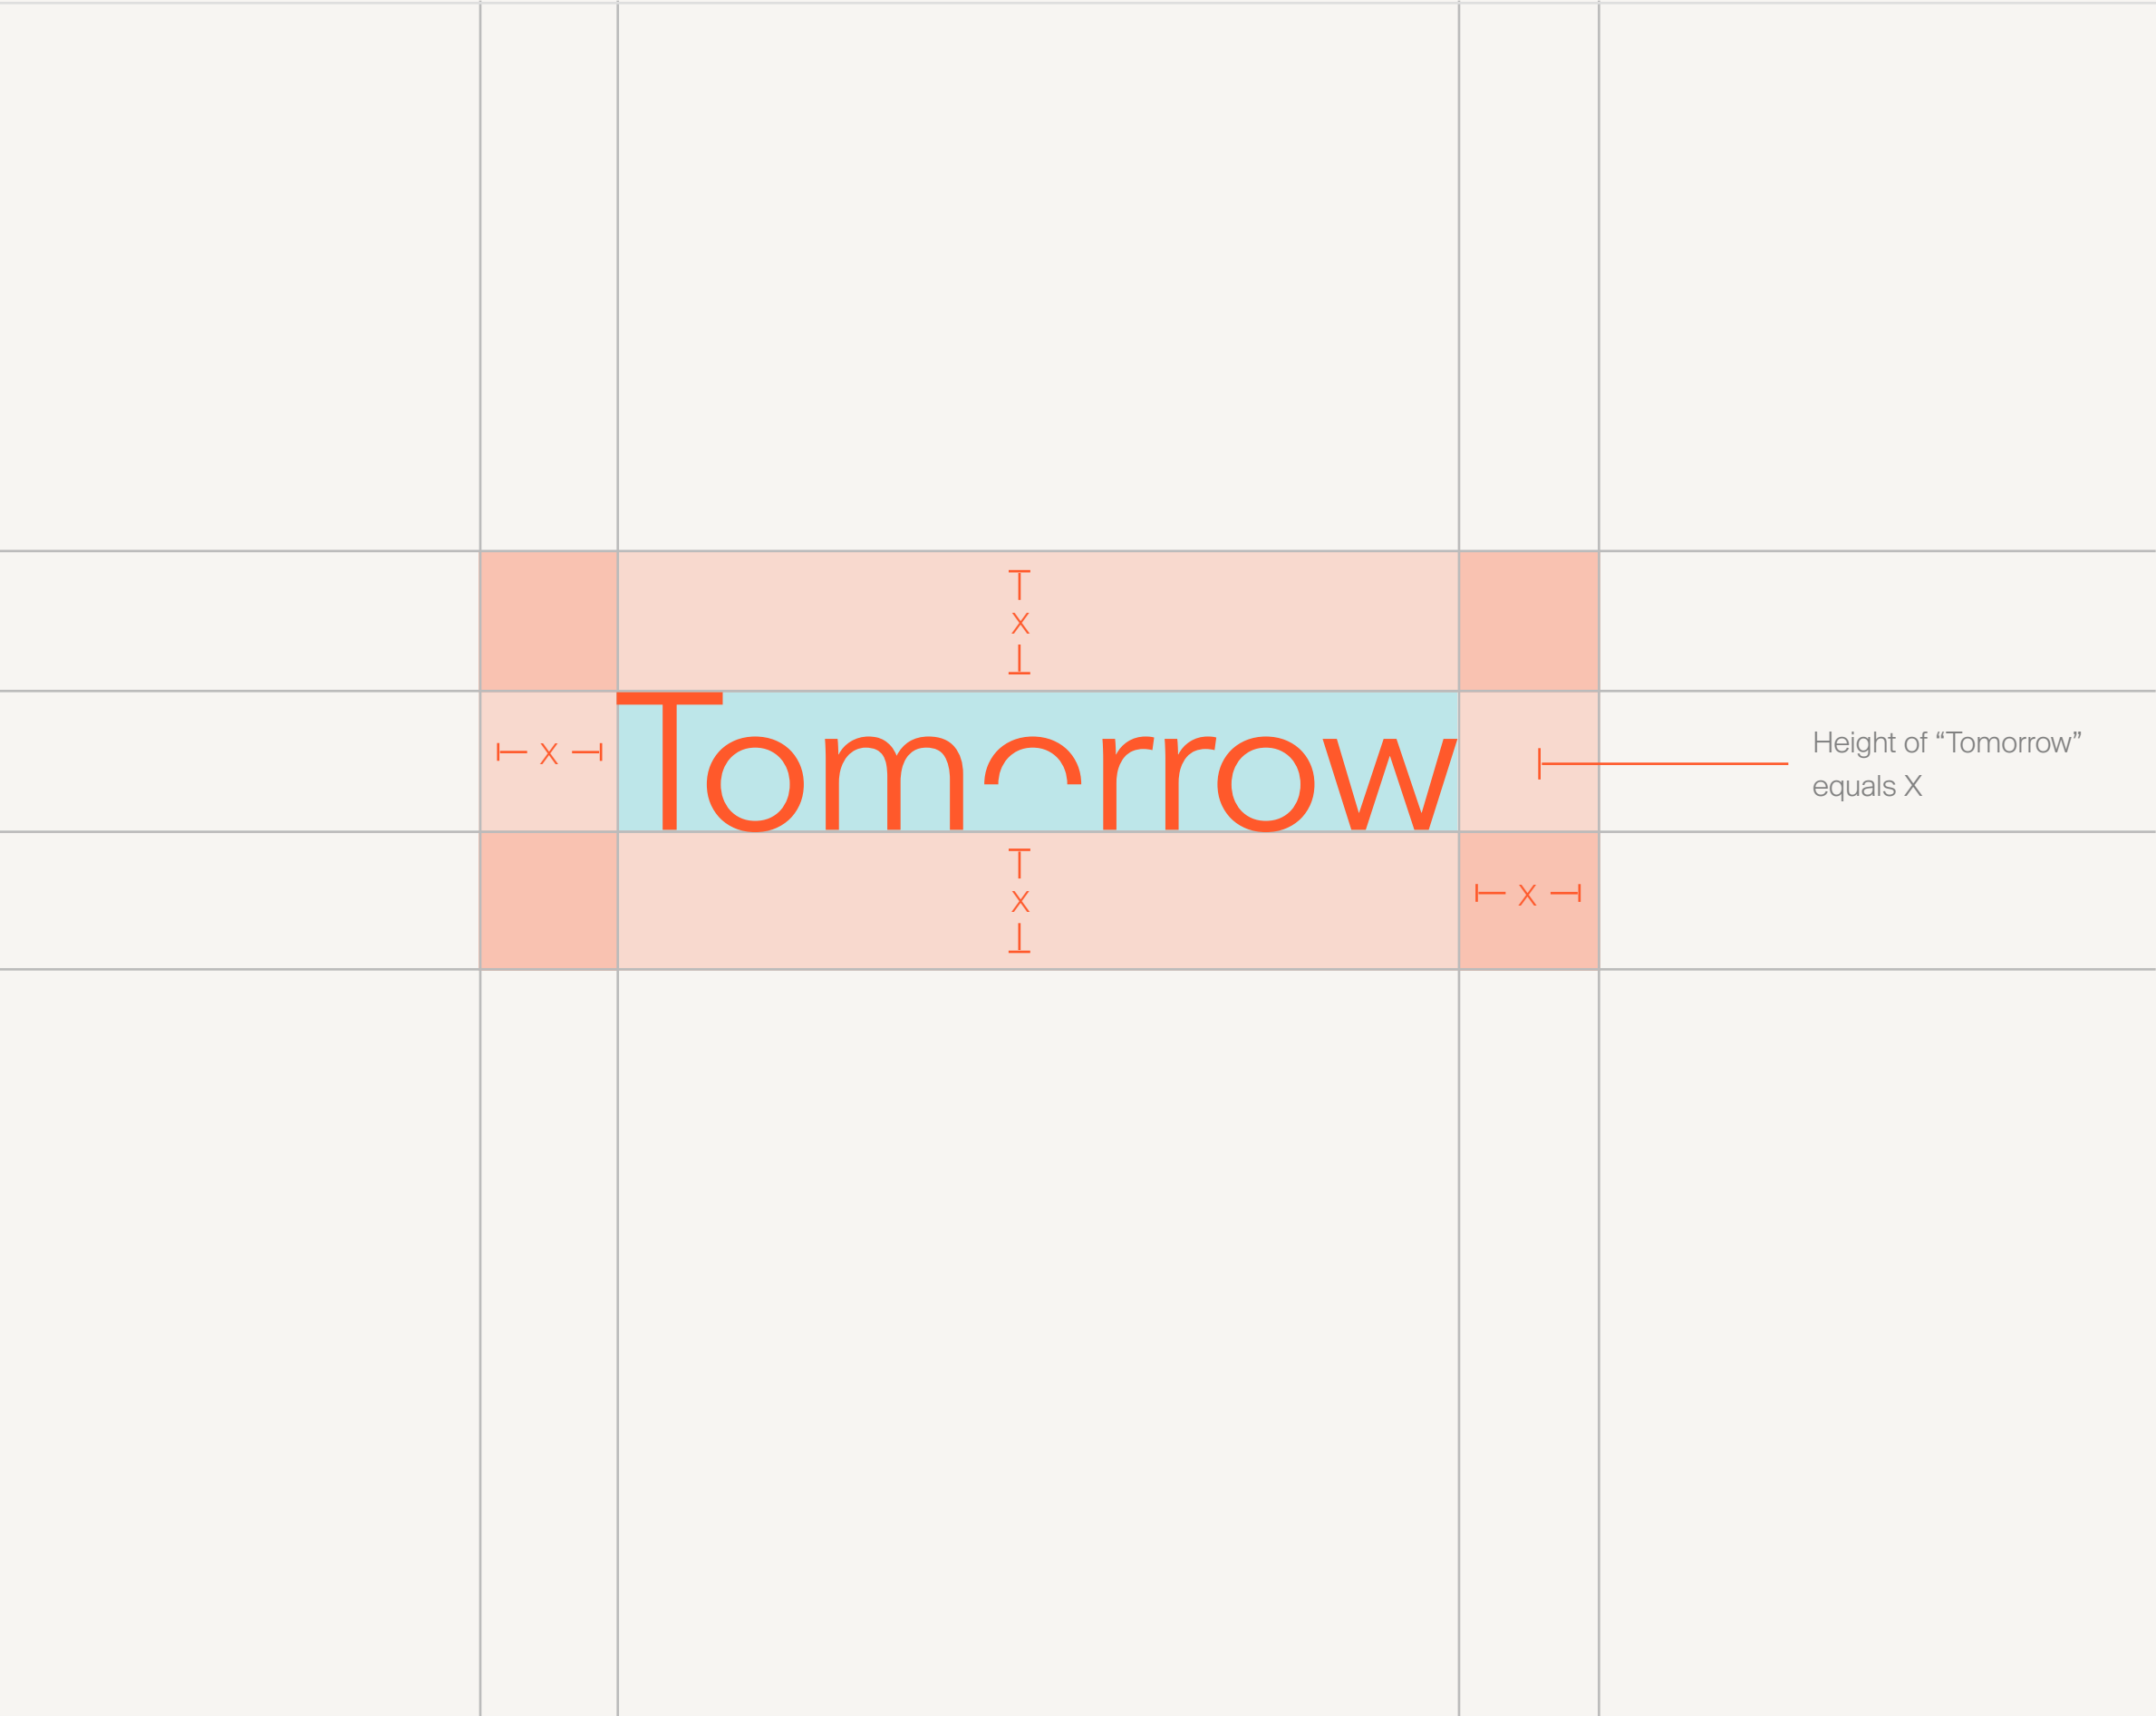 X
Tomorrow
X
Height of “Tomorrow”
equals X
X
X